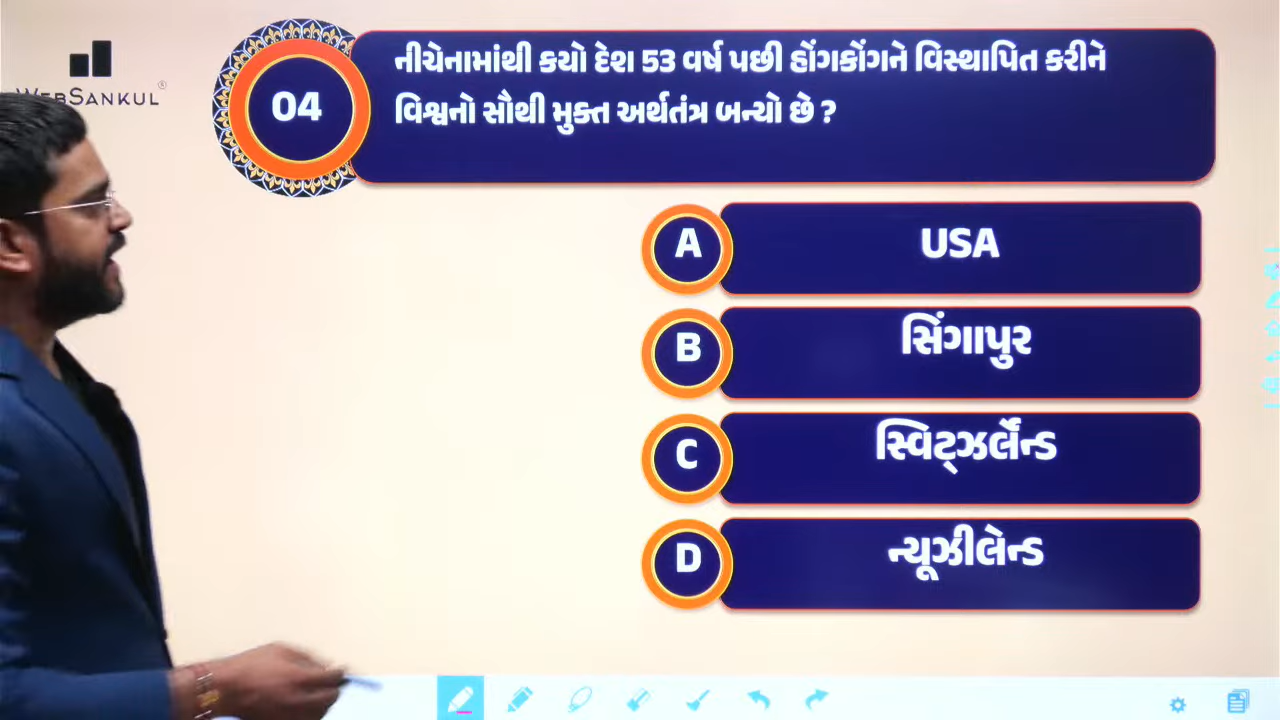 WEBSANKUL®
04
નીચેનામાંથી કયો દેશ 53 વર્ષ પછી હોંગકોંગને વિસ્થાપિત કરીને
વિશ્વનો સૌથી મુક્ત અર્થતંત્ર બન્યો છે ?
A
USA
B
સિંગાપુર
C
સ્વિટ્ઝર્લેંન્ડ
D
ન્યૂઝીલેન્ડ